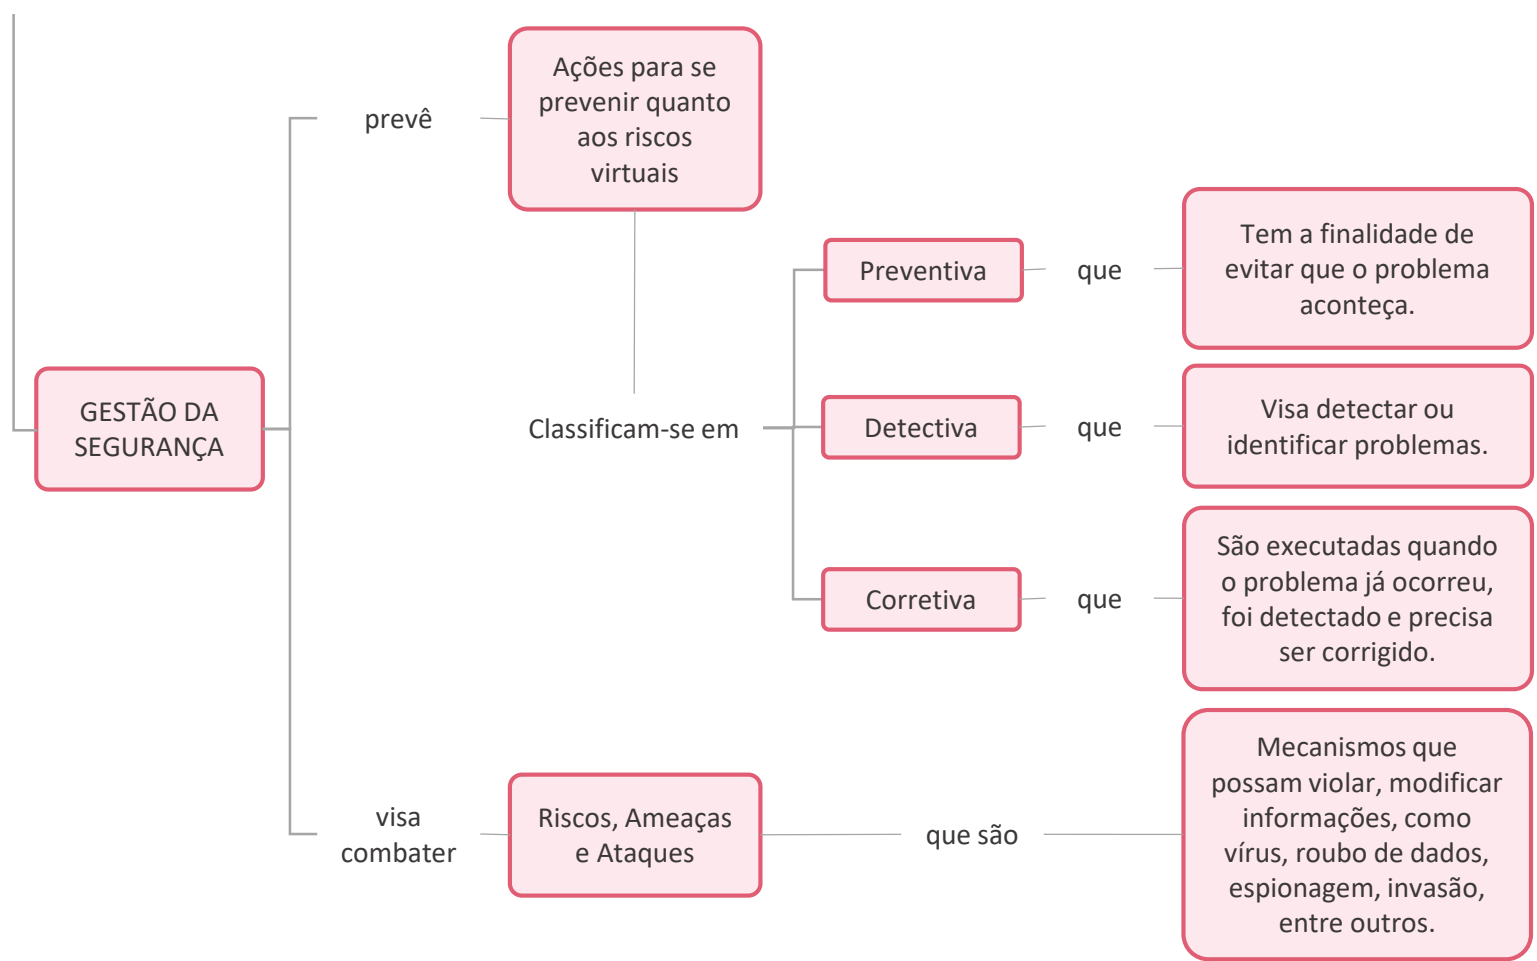 GESTÃO DA
SEGURANÇA
prevê
Ações para se
prevenir quanto
aos riscos
virtuais
Classificam-se em
Preventiva
que
Tem a finalidade de
evitar que o problema
aconteça.
Detectiva
que
Visa detectar ou
identificar problemas.
Corretiva
que
São executadas quando
o problema já ocorreu,
foi detectado e precisa
ser corrigido.
visa
combater
Riscos, Ameaças
e Ataques
que são
Mecanismos que
possam violar, modificar
informações, como
vírus, roubo de dados,
espionagem, invasão,
entre outros.